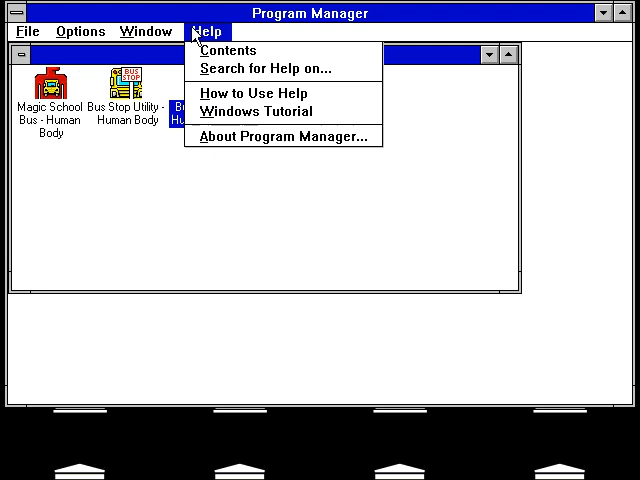 Program Manager
File Options Window Help
Contents
Search for Help on...
How to Use Help
Windows Tutorial
About Program Manager...
Magic School
Bus - Human
Body
BUS
STOP
Bus Stop Utility -
Human Body